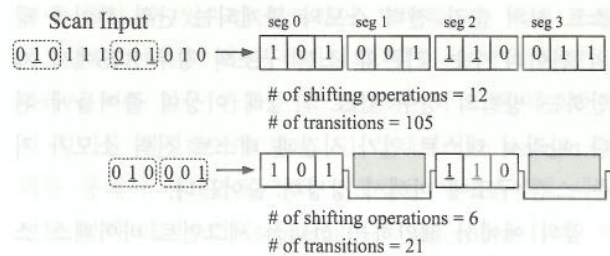 Scan Input
seg 0 seg 1 seg 2 seg 3
0 1 0 1 1 1 0 0 1 0 0 0 1 0 1 0 0 1 1 1 0 0 1 1
# of shifting operations = 12
# of transitions = 105
0 1 0 0 0 1 1 0 1 1 1 0
# of shifting operations = 6
# of transitions = 21